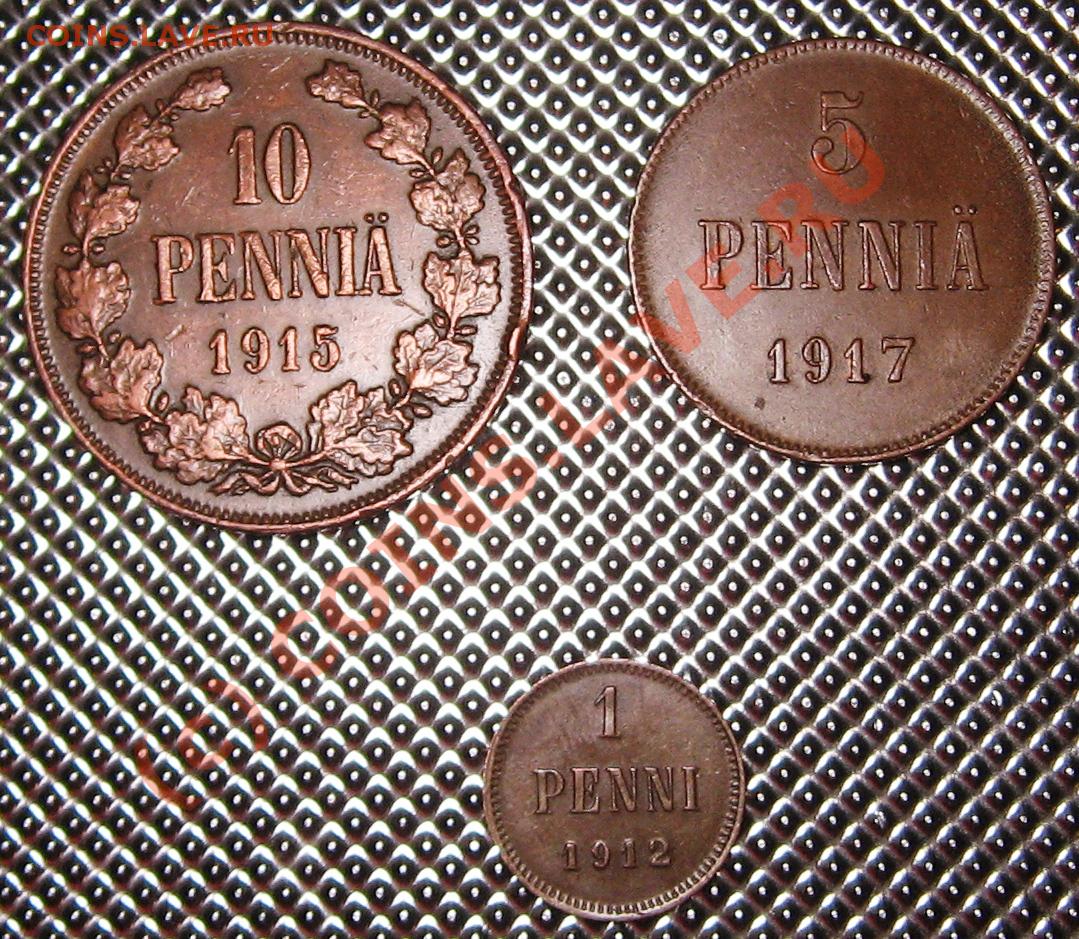 COINS.LAVE.RU
10
PENNIÄ
1915
5
PENNIÄ
1917
(c) COINS.LAVE.RU
1
PENNI
1912